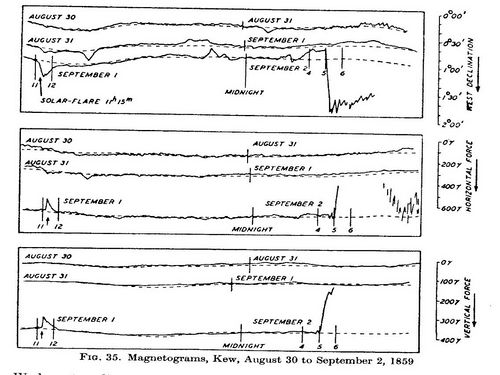 AUGUST 30
AUGUST 31
AUGUST 31
SEPTEMBER 1
SEPTEMBER 1
SEPTEMBER 2
11 12
4 5 6
SOLAR-FLARE 11h 15m
MIDNIGHT
0°00'
0°30'
1°00'
1°30'
2°00'
WEST DECLINATION
AUGUST 30
AUGUST 31
AUGUST 31
SEPTEMBER 1
SEPTEMBER 1
SEPTEMBER 2
11 12
MIDNIGHT
4 5 6
0γ
200γ
400γ
600γ
HORIZONTAL FORCE
AUGUST 30
AUGUST 31
AUGUST 31
SEPTEMBER 1
SEPTEMBER 1
SEPTEMBER 2
11 12
MIDNIGHT
4 5 6
0γ
100γ
200γ
300γ
400γ
VERTICAL FORCE
FIG. 35. Magnetograms, Kew, August 30 to September 2, 1859